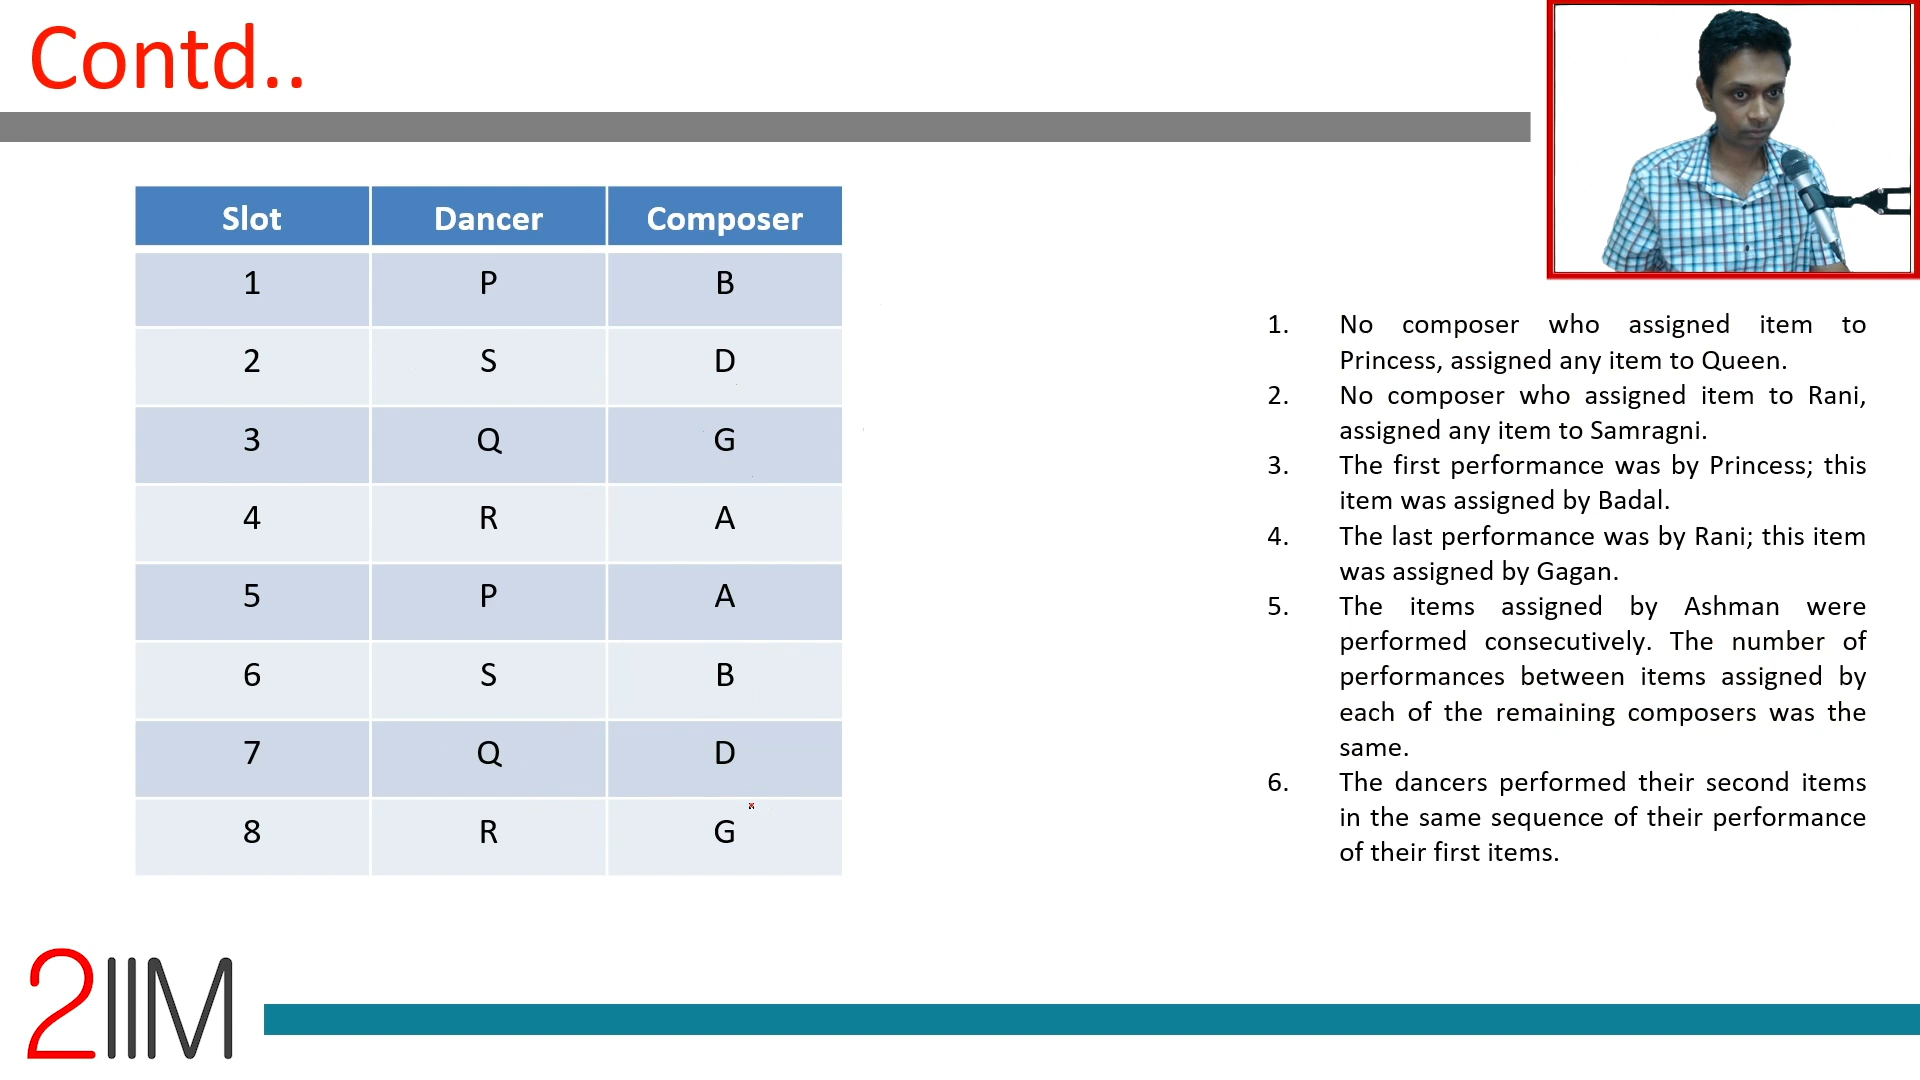 Contd..
Slot Dancer Composer
1 P B
2 S D
3 Q G
4 R A
5 P A
6 S B
7 Q D
8 R G
1. No composer who assigned item to
Princess, assigned any item to Queen.
2. No composer who assigned item to Rani,
assigned any item to Samragni.
3. The first performance was by Princess; this
item was assigned by Badal.
4. The last performance was by Rani; this item
was assigned by Gagan.
5. The items assigned by Ashman were
performed consecutively. The number of
performances between items assigned by
each of the remaining composers was the
same.
6. The dancers performed their second items
in the same sequence of their performance
of their first items.
2IIM